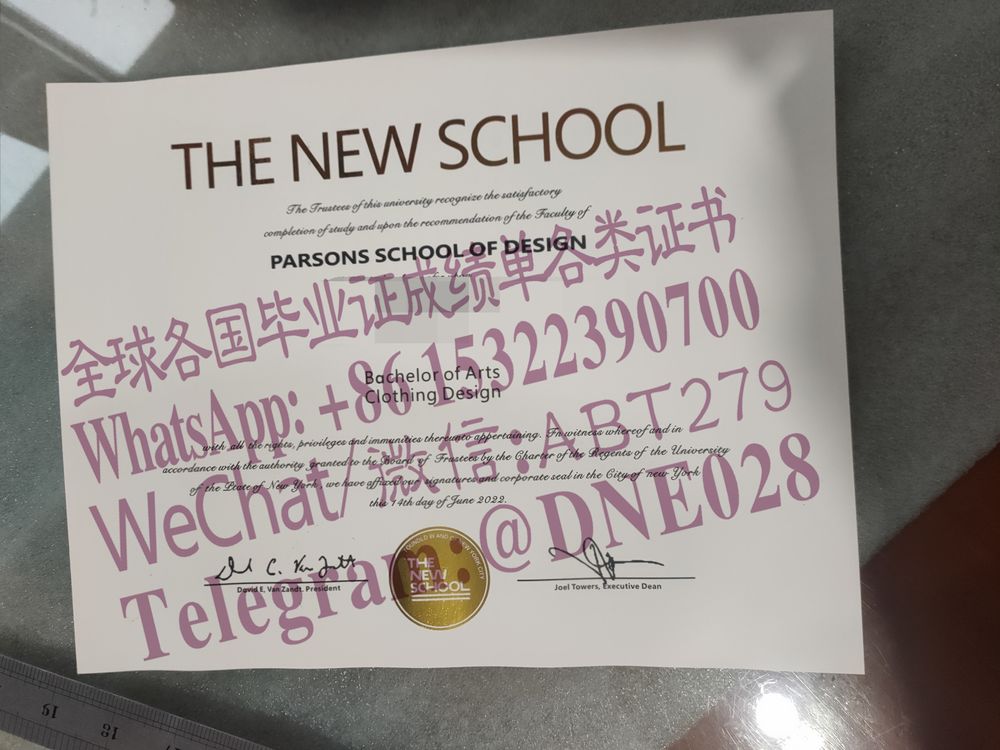 THE NEW SCHOOL
The Trustees of this university recognize the satisfactory
completion of study and upon the recommendation of the Faculty of
PARSONS SCHOOL OF DESIGN
全球各国毕业证成绩单各类证书
WhatsApp: +86 15322390700
Bachelor of Arts
Clothing Design
WeChat/微信:ABT279
with all the rights, privileges and immunities thereunto appertaining. In witness whereof and in
accordance with the authority granted to the Board of Trustees by the Charter of the Regents of the University
of the State of New York, we have affixed our signatures and corporate seal in the City of new York
this 14th day of June 2022.
Telegram: @DNE028
David E. Van Zandt, President
THE
NEW
SCHOOL
Joel Towers, Executive Dean
19
18